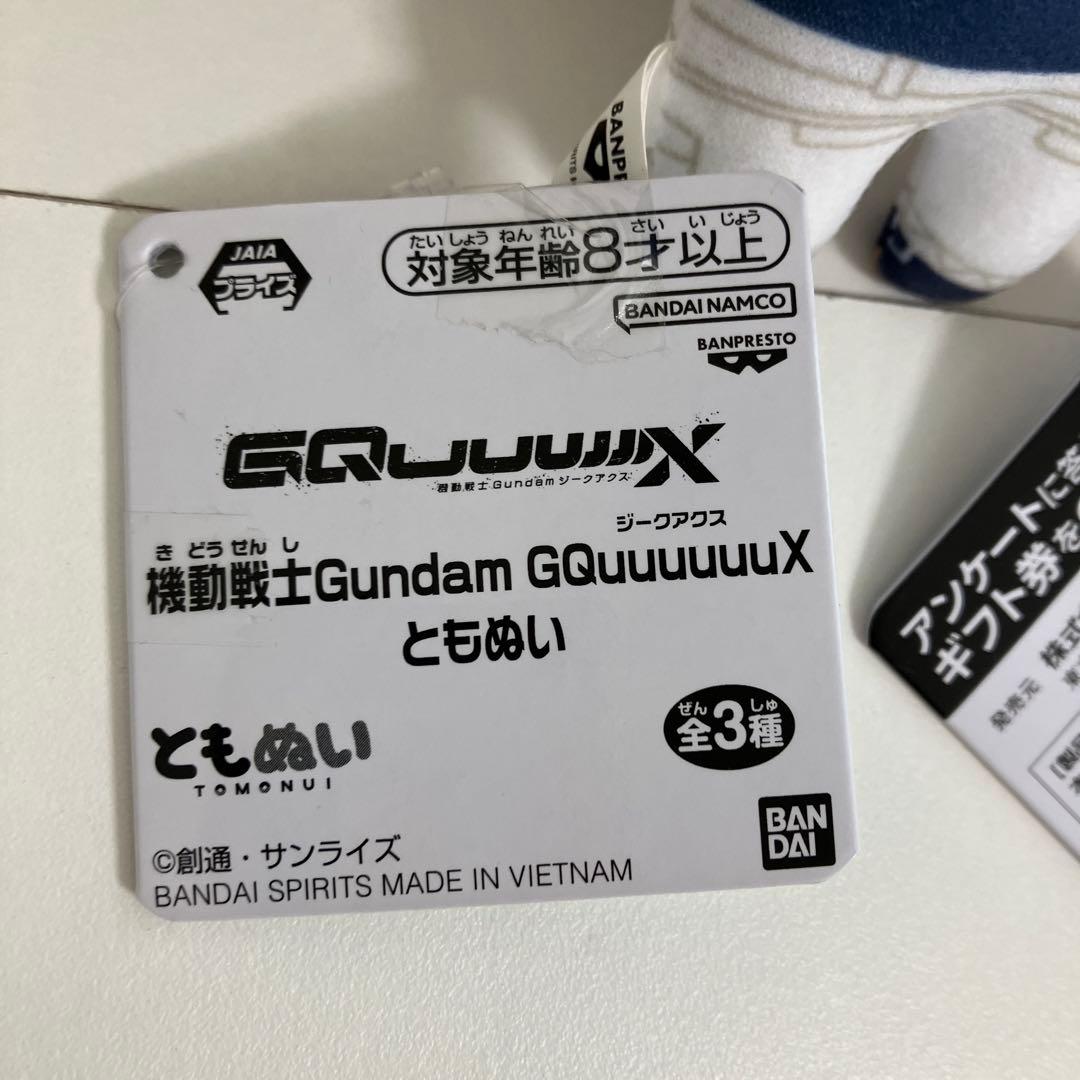 JAIA
プライズ
たいしょうねんれい さいいじょう
対象年齢8才以上
BANDAI NAMCO
BANPRESTO
GQuuuuuuX
機動戦士Gundamジークアクス
ジークアクス
きどうせんし
機動戦士Gundam GQuuuuuuX
ともぬい
ともぬい
TOMONUI
ぜん しゅ
全3種
©創通・サンライズ
BANDAI SPIRITS MADE IN VIETNAM
BAN
DAI
アンケートに答
ギフト券を
発売元 株式